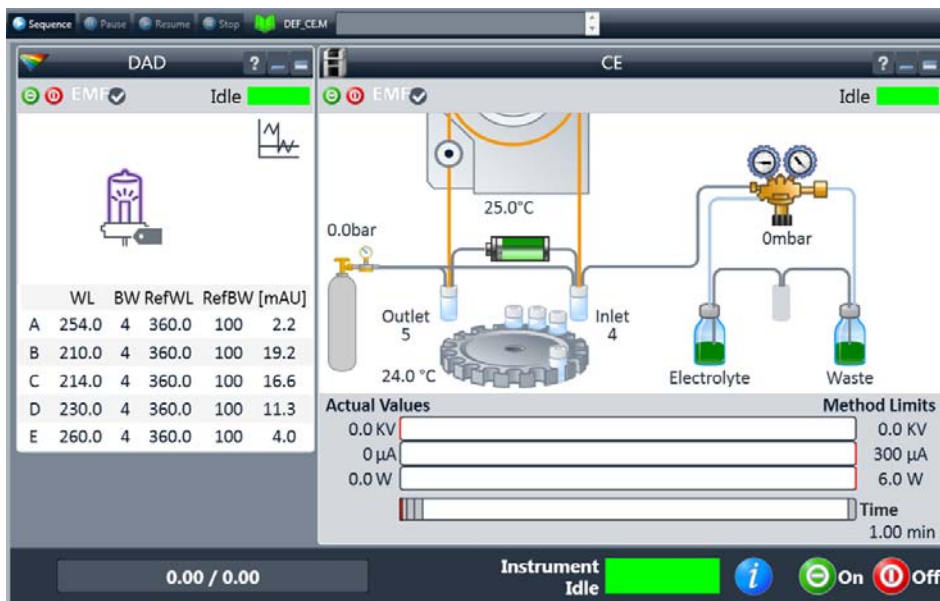 Sequence Pause Resume Stop DEF_CE.M
DAD ?
EMF Idle
WL BW RefWL RefBW [mAU]
A 254.0 4 360.0 100 2.2
B 210.0 4 360.0 100 19.2
C 214.0 4 360.0 100 16.6
D 230.0 4 360.0 100 11.3
E 260.0 4 360.0 100 4.0
CE ?
EMF Idle
25.0°C
0.0bar
0mbar
Outlet
5
Inlet
4
24.0 °C
Electrolyte
Waste
Actual Values Method Limits
0.0 KV 0.0 KV
0 µA 300 µA
0.0 W 6.0 W
Time
1.00 min
0.00 / 0.00
Instrument
Idle
i
On Off